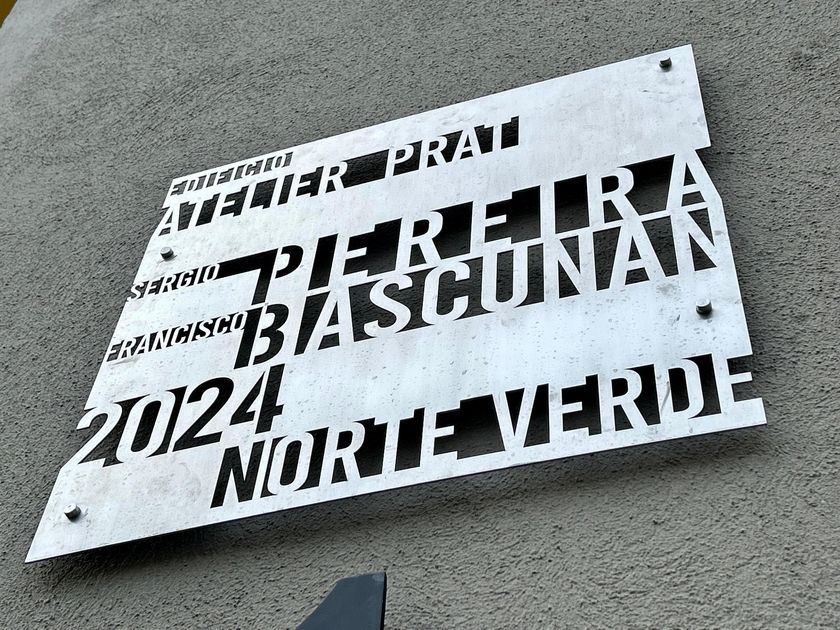 EDIFICIO
ATELIER PRAT
SERGIO PEREIRA
FRANCISCO BASCUNAN
2024
NORTE VERDE